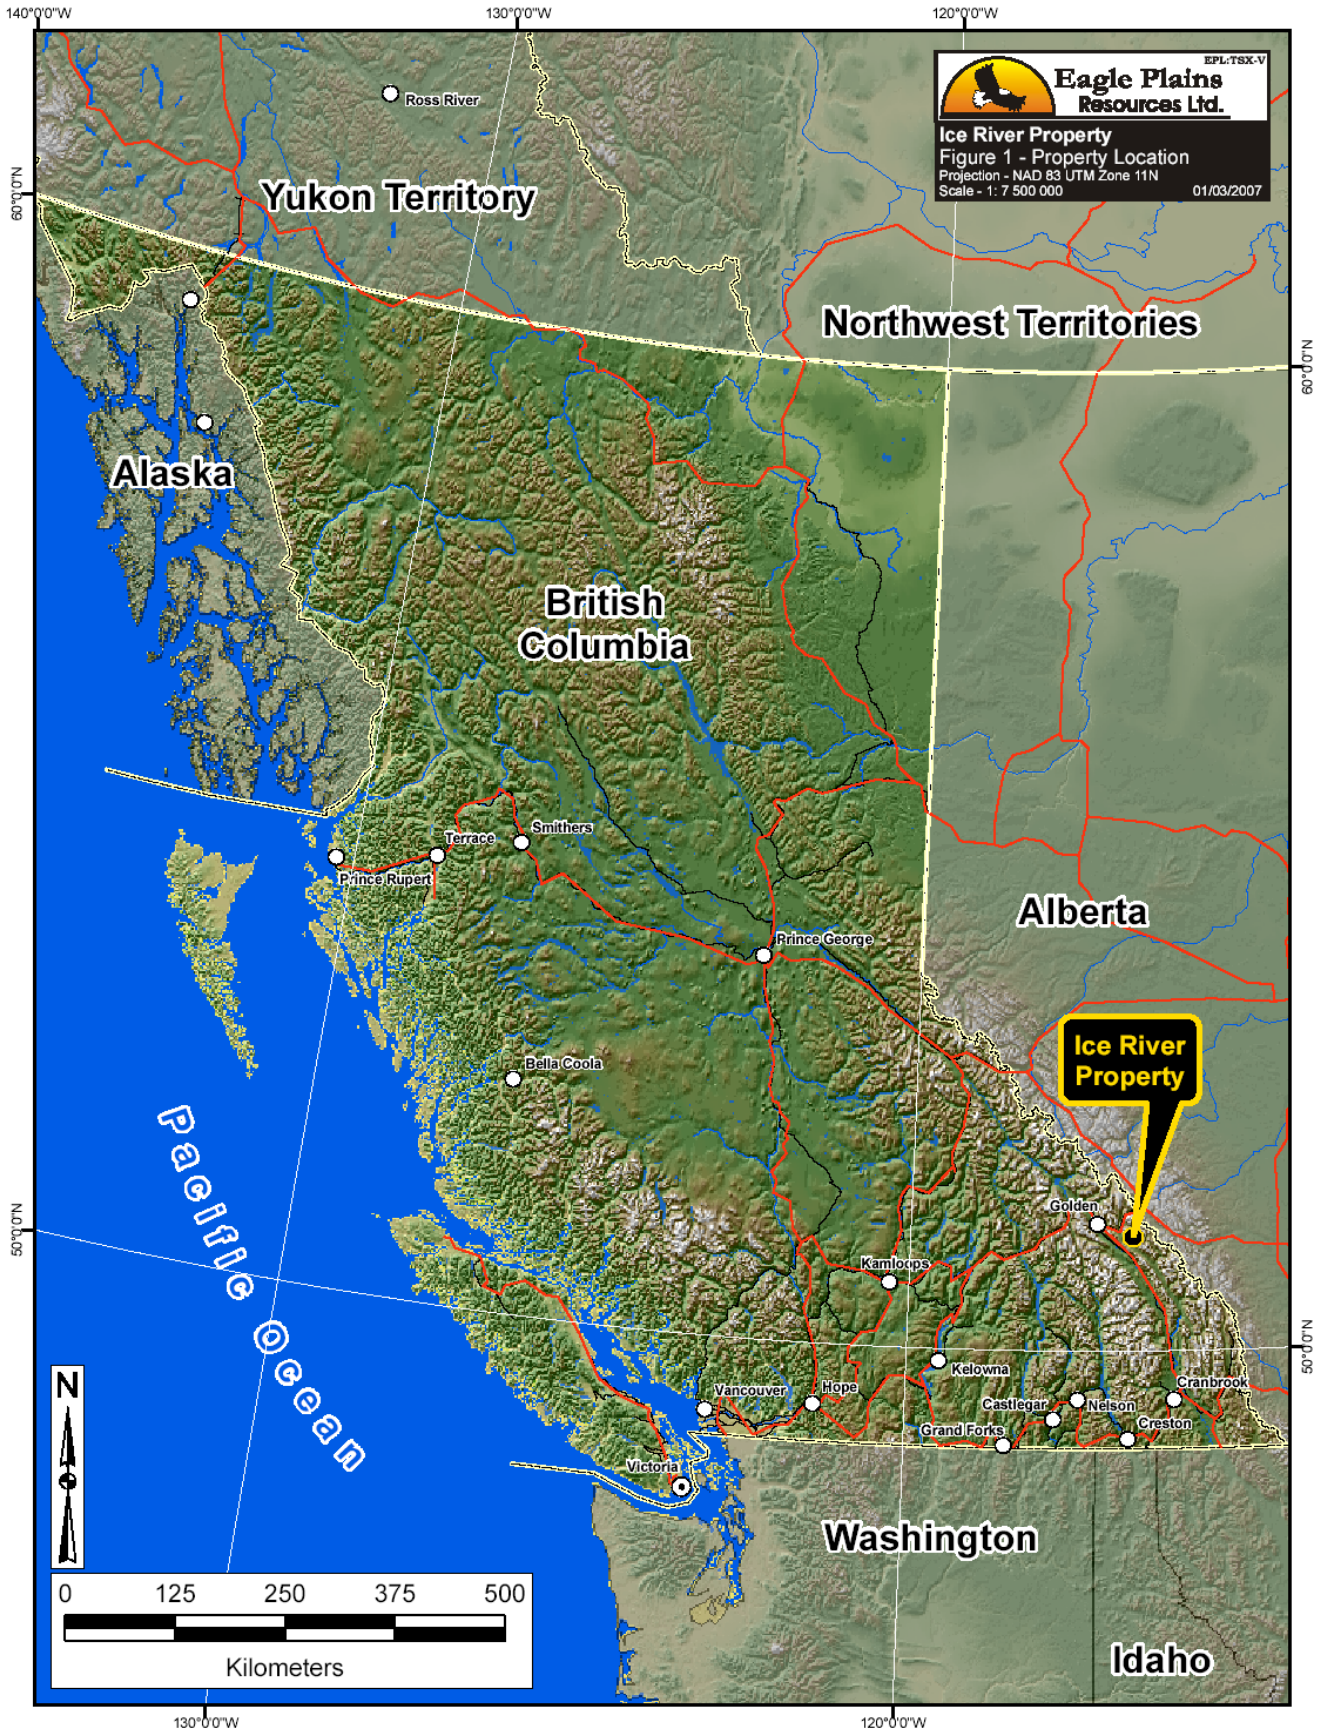 140°0'0"W
130°0'0"W
120°0'0"W
EPL:TSX-V
Eagle Plains
Resources Ltd.
Ice River Property
Figure 1 - Property Location
Projection - NAD 83 UTM Zone 11N
Scale - 1: 7 500 000
01/03/2007
Ross River
60°0'0"N
Yukon Territory
Northwest Territories
60°0'0"N
Alaska
British
Columbia
Smithers
Terrace
Prince Rupert
Alberta
Prince George
Ice River
Property
Bella Coola
Pacific Ocean
Golden
50°0'0"N
Kamloops
50°0'0"N
Kelowna
Cranbrook
Vancouver
Hope
Castlegar
Nelson
Creston
Grand Forks
N
Victoria
Washington
0 125 250 375 500
Kilometers
Idaho
130°0'0"W
120°0'0"W